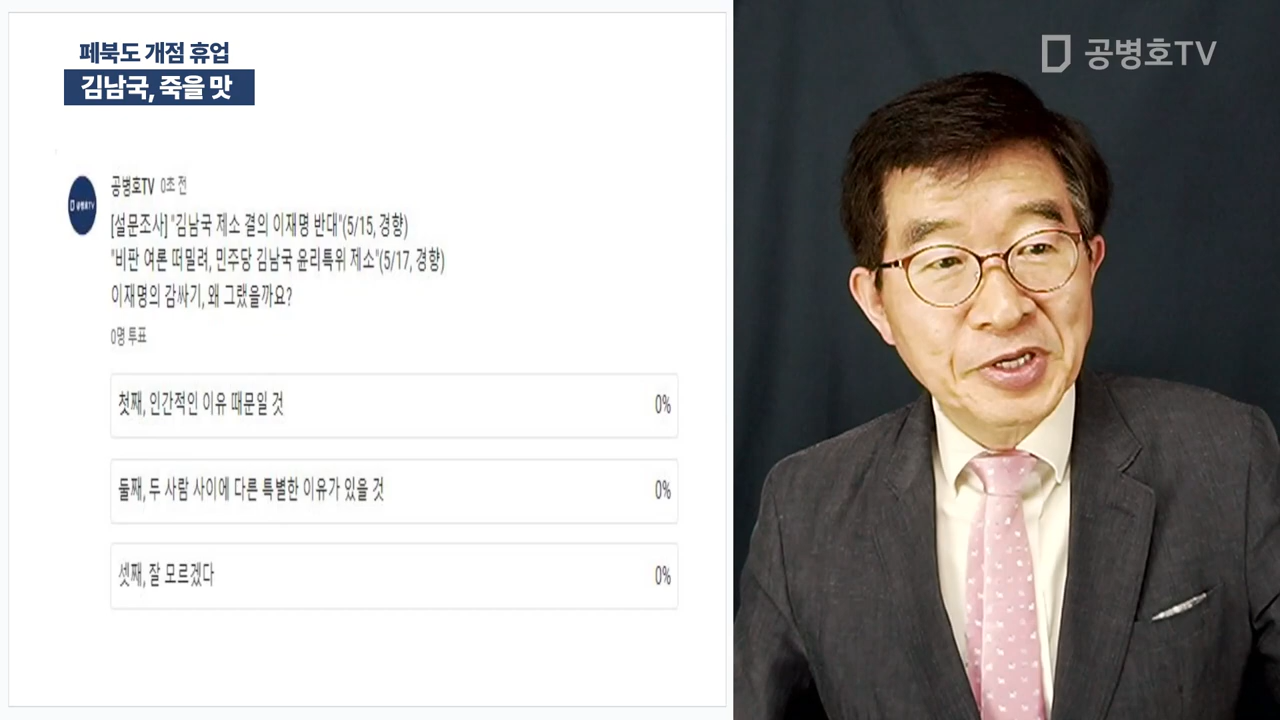 페북도 개점 휴업
김남국, 죽을 맛
공병호TV
공병호TV
공병호TV 0초 전
[설문조사] "김남국 제소 결의 이재명 반대"(5/15, 경향)
"비판 여론 떠밀려, 민주당 김남국 윤리특위 제소"(5/17, 경향)
이재명의 감싸기, 왜 그랬을까요?
0명 투표
첫째, 인간적인 이유 때문일 것 0%
둘째, 두 사람 사이에 다른 특별한 이유가 있을 것 0%
셋째, 잘 모르겠다 0%